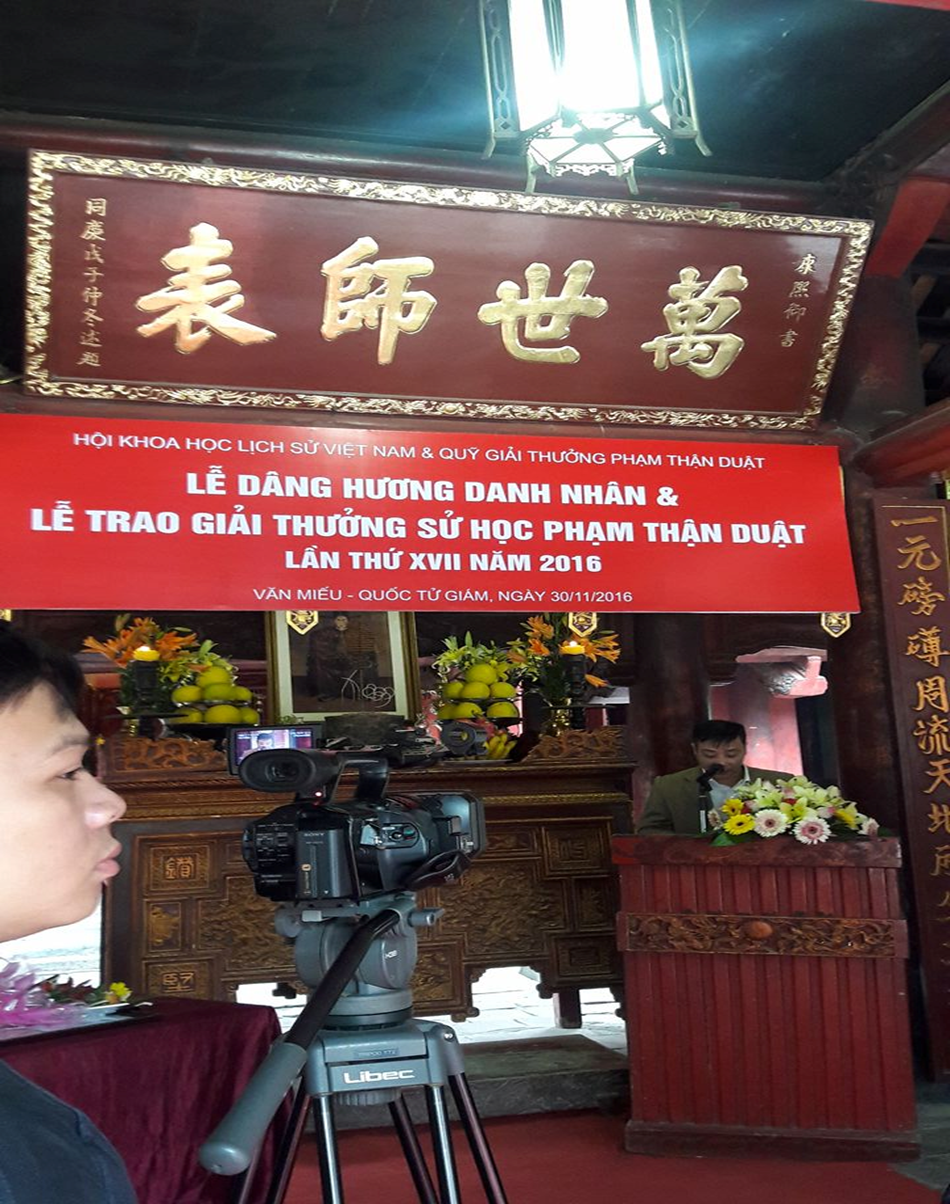 康熙御書
萬世師表
同慶戊子仲冬述題
HỘI KHOA HỌC LỊCH SỬ VIỆT NAM & QUỸ GIẢI THƯỞNG PHẠM THẬN DUẬT
LỄ DÂNG HƯƠNG DANH NHÂN &
LỄ TRAO GIẢI THƯỞNG SỬ HỌC PHẠM THẬN DUẬT
LẦN THỨ XVII NĂM 2016
VĂN MIẾU - QUỐC TỬ GIÁM, NGÀY 30/11/2016
一元磅礴周流天地
SONY
Libec